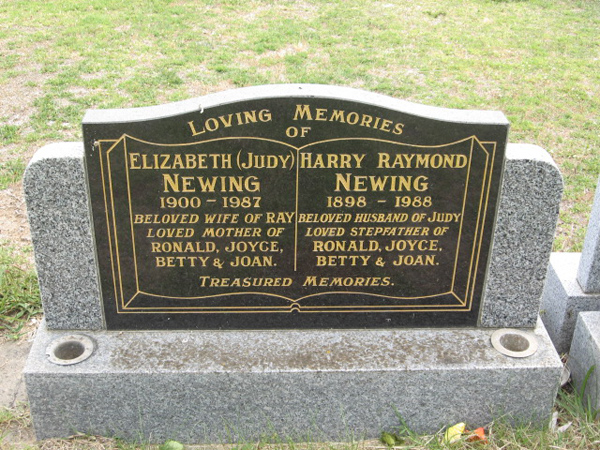 LOVING MEMORIES
OF
ELIZABETH (JUDY)
NEWING
1900 - 1987
BELOVED WIFE OF RAY
LOVED MOTHER OF
RONALD, JOYCE,
BETTY & JOAN.
HARRY RAYMOND
NEWING
1898 - 1988
BELOVED HUSBAND OF JUDY
LOVED STEPFATHER OF
RONALD, JOYCE,
BETTY & JOAN.
TREASURED MEMORIES.